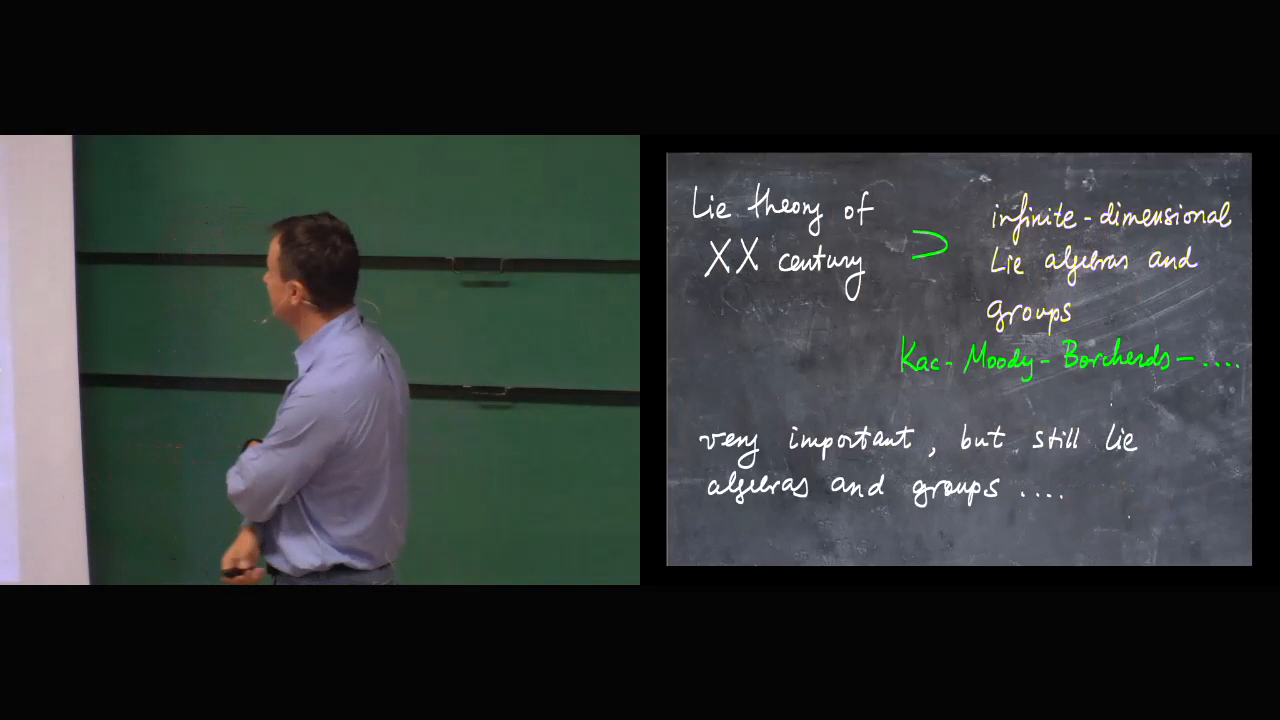 Lie theory of
XX century
⊃
infinite-dimensional
Lie algebras and
groups
Kac-Moody-Borcherds-....
very important, but still Lie
algebras and groups ....